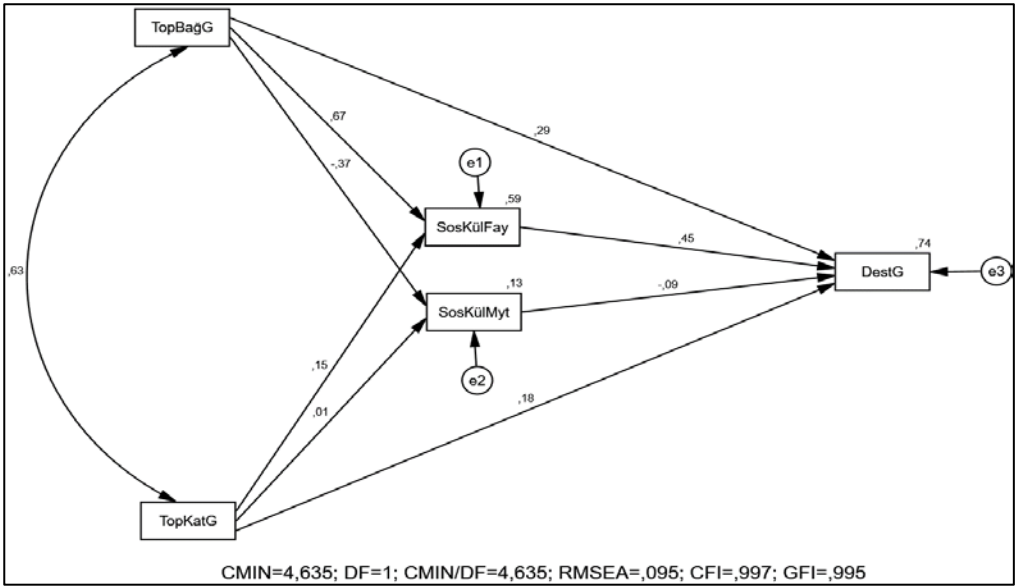 TopBağG
,67
-,37
,29
e1
,59
SosKülFay
,45
,74
DestG
e3
,63
,13
SosKülMyt
-,09
e2
,15
,01
,18
TopKatG
CMIN=4,635; DF=1; CMIN/DF=4,635; RMSEA=,095; CFI=,997; GFI=,995